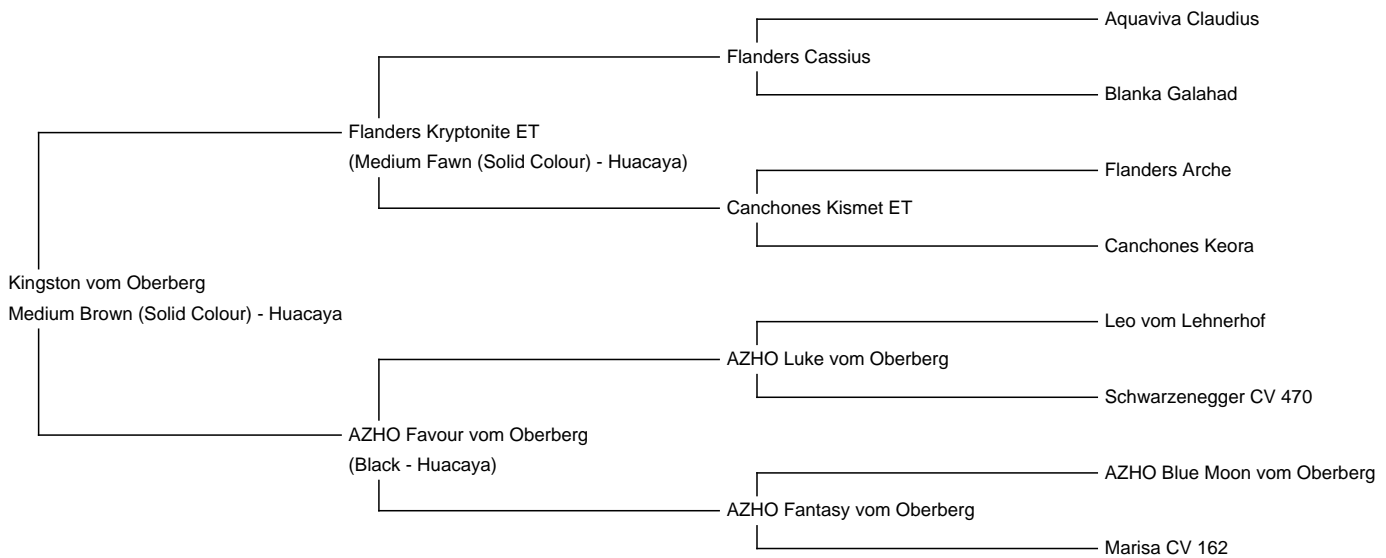 Aquaviva Claudius
Flanders Cassius
Blanka Galahad
Flanders Kryptonite ET
(Medium Fawn (Solid Colour) - Huacaya)
Flanders Arche
Canchones Kismet ET
Canchones Keora
Kingston vom Oberberg
Medium Brown (Solid Colour) - Huacaya
Leo vom Lehnerhof
AZHO Luke vom Oberberg
Schwarzenegger CV 470
AZHO Favour vom Oberberg
(Black - Huacaya)
AZHO Blue Moon vom Oberberg
AZHO Fantasy vom Oberberg
Marisa CV 162